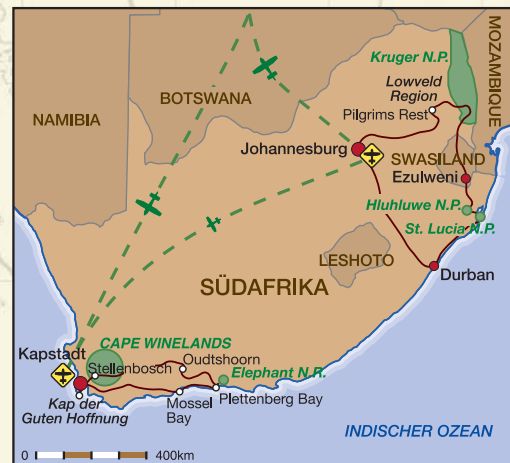 MOZAMBIQUE
Kruger N.P.
Lowveld
Region
BOTSWANA
Pilgrims Rest
NAMIBIA
Johannesburg
SWASILAND
Ezulweni
Hluhluwe N.P.
St. Lucia N.P.
LESHOTO
Durban
SÜDAFRIKA
CAPE WINELANDS
Kapstadt
Oudtshoorn
Stellenbosch
Elephant N.R.
Kap der
Guten Hoffnung
Mossel
Bay
Plettenberg Bay
INDISCHER OZEAN
0 400km